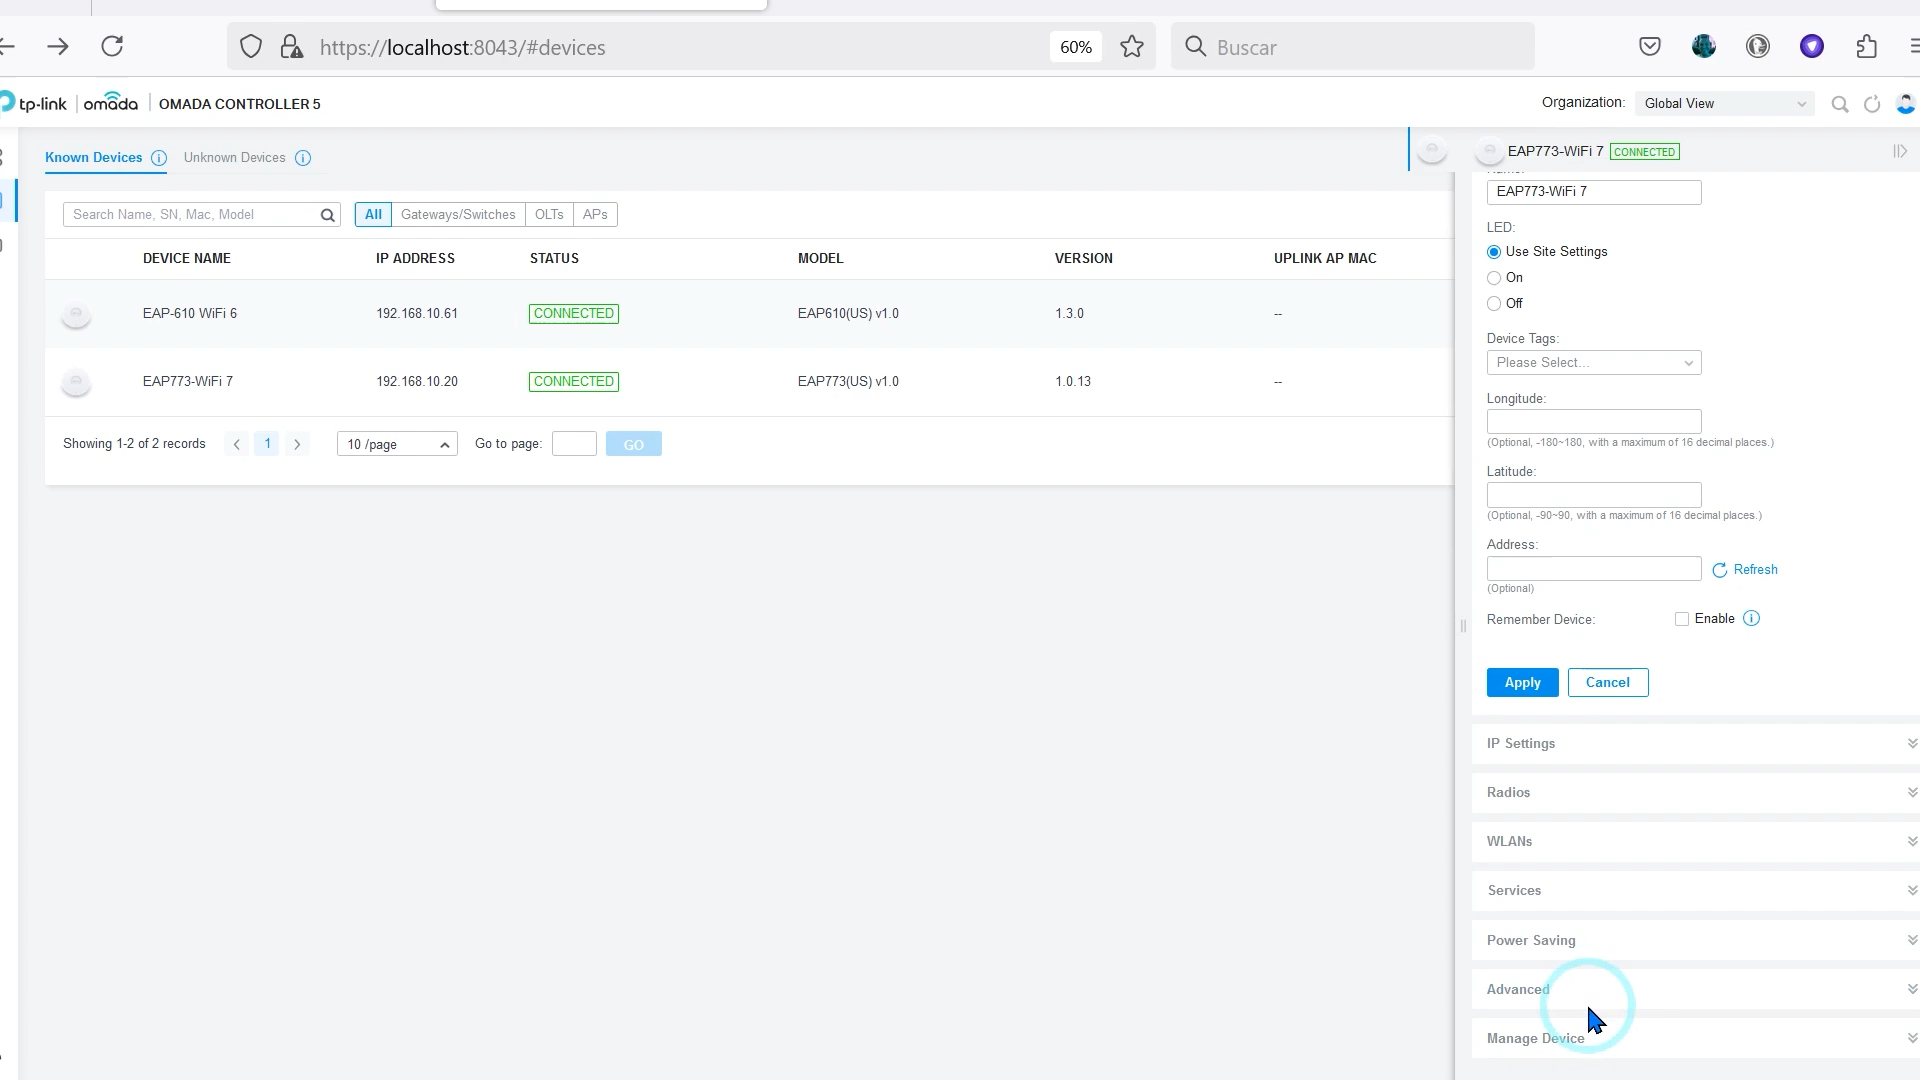 https://localhost:8043/#devices
60%
Buscar
tp-link
omada
OMADA CONTROLLER 5
Organization:
Global View
Known Devices
Unknown Devices
EAP773-WiFi 7
CONNECTED
Search Name, SN, Mac, Model
All
Gateways/Switches
OLTs
APs
DEVICE NAME
IP ADDRESS
STATUS
MODEL
VERSION
UPLINK AP MAC
EAP-610 WiFi 6
192.168.10.61
CONNECTED
EAP610(US) v1.0
1.3.0
--
EAP773-WiFi 7
192.168.10.20
CONNECTED
EAP773(US) v1.0
1.0.13
--
Showing 1-2 of 2 records
1
10 /page
Go to page:
GO
Name:
EAP773-WiFi 7
LED:
Use Site Settings
On
Off
Device Tags:
Please Select...
Longitude:
(Optional, -180~180, with a maximum of 16 decimal places.)
Latitude:
(Optional, -90~90, with a maximum of 16 decimal places.)
Address:
Refresh
(Optional)
Remember Device:
Enable
Apply
Cancel
IP Settings
Radios
WLANs
Services
Power Saving
Advanced
Manage Device